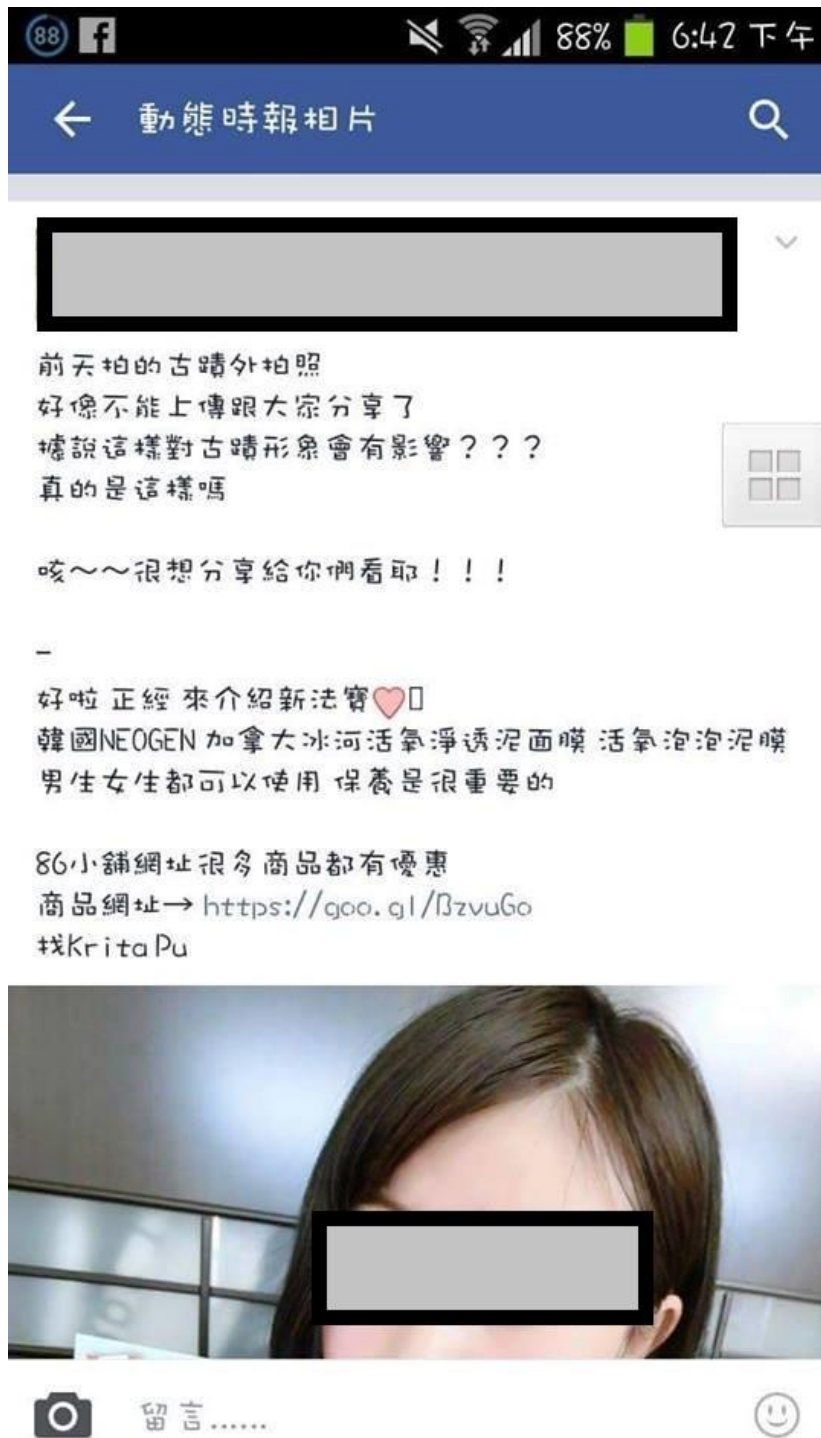 88
88% 6:42 下午
動態時報相片
前天拍的古蹟外拍照
好像不能上傳跟大家分享了
據說這樣對古蹟形象會有影響？？？
真的是這樣嗎
咳～～很想分享給你們看耶！！！
–
好啦 正經 來介紹新法寶
韓國NEOGEN 加拿大冰河活氧淨透泥面膜 活氧泡泡泥膜
男生女生都可以使用 保養是很重要的
86小舖網址很多商品都有優惠
商品網址→ https://goo.gl/BzvuGo
找KritaPu
留言......